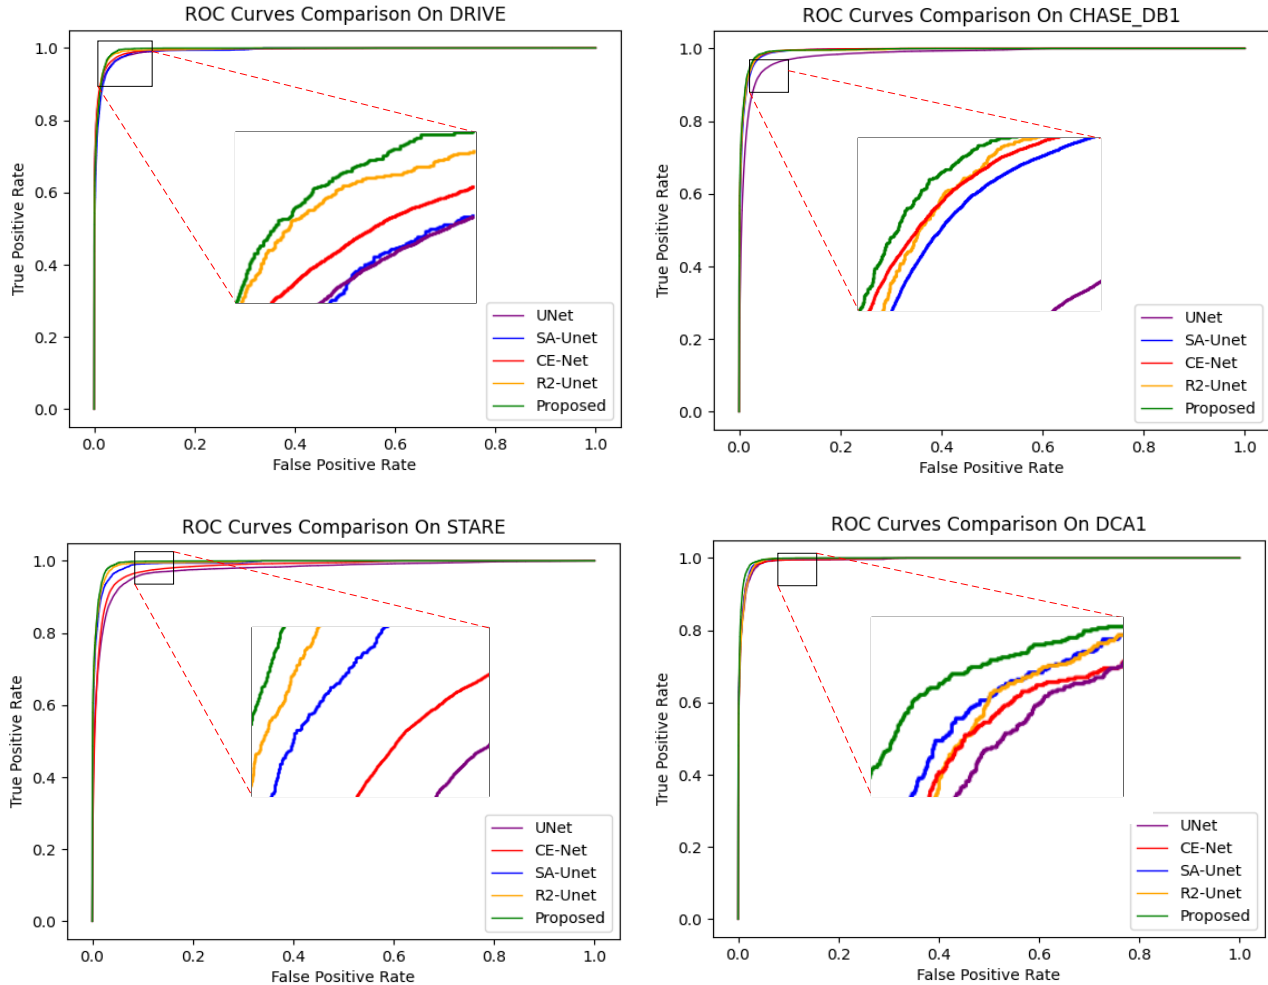 ROC Curves Comparison On DRIVE
True Positive Rate
1.0
0.8
0.6
0.4
0.2
0.0
0.0 0.2 0.4 0.6 0.8 1.0
False Positive Rate
UNet
SA-Unet
CE-Net
R2-Unet
Proposed
ROC Curves Comparison On CHASE_DB1
True Positive Rate
1.0
0.8
0.6
0.4
0.2
0.0
0.0 0.2 0.4 0.6 0.8 1.0
False Positive Rate
UNet
SA-Unet
CE-Net
R2-Unet
Proposed
ROC Curves Comparison On STARE
True Positive Rate
1.0
0.8
0.6
0.4
0.2
0.0
0.0 0.2 0.4 0.6 0.8 1.0
False Positive Rate
UNet
CE-Net
SA-Unet
R2-Unet
Proposed
ROC Curves Comparison On DCA1
True Positive Rate
1.0
0.8
0.6
0.4
0.2
0.0
0.0 0.2 0.4 0.6 0.8 1.0
False Positive Rate
UNet
CE-Net
SA-Unet
R2-Unet
Proposed